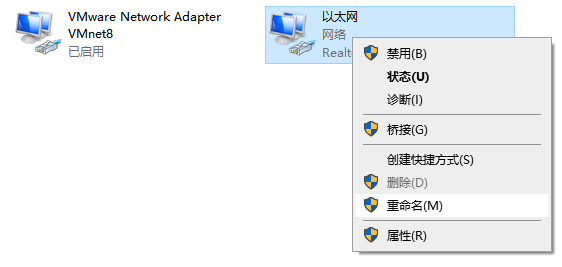 VMware Network Adapter
VMnet8
已启用
以太网
网络
禁用(B)
状态(U)
诊断(I)
桥接(G)
创建快捷方式(S)
删除(D)
重命名(M)
属性(R)